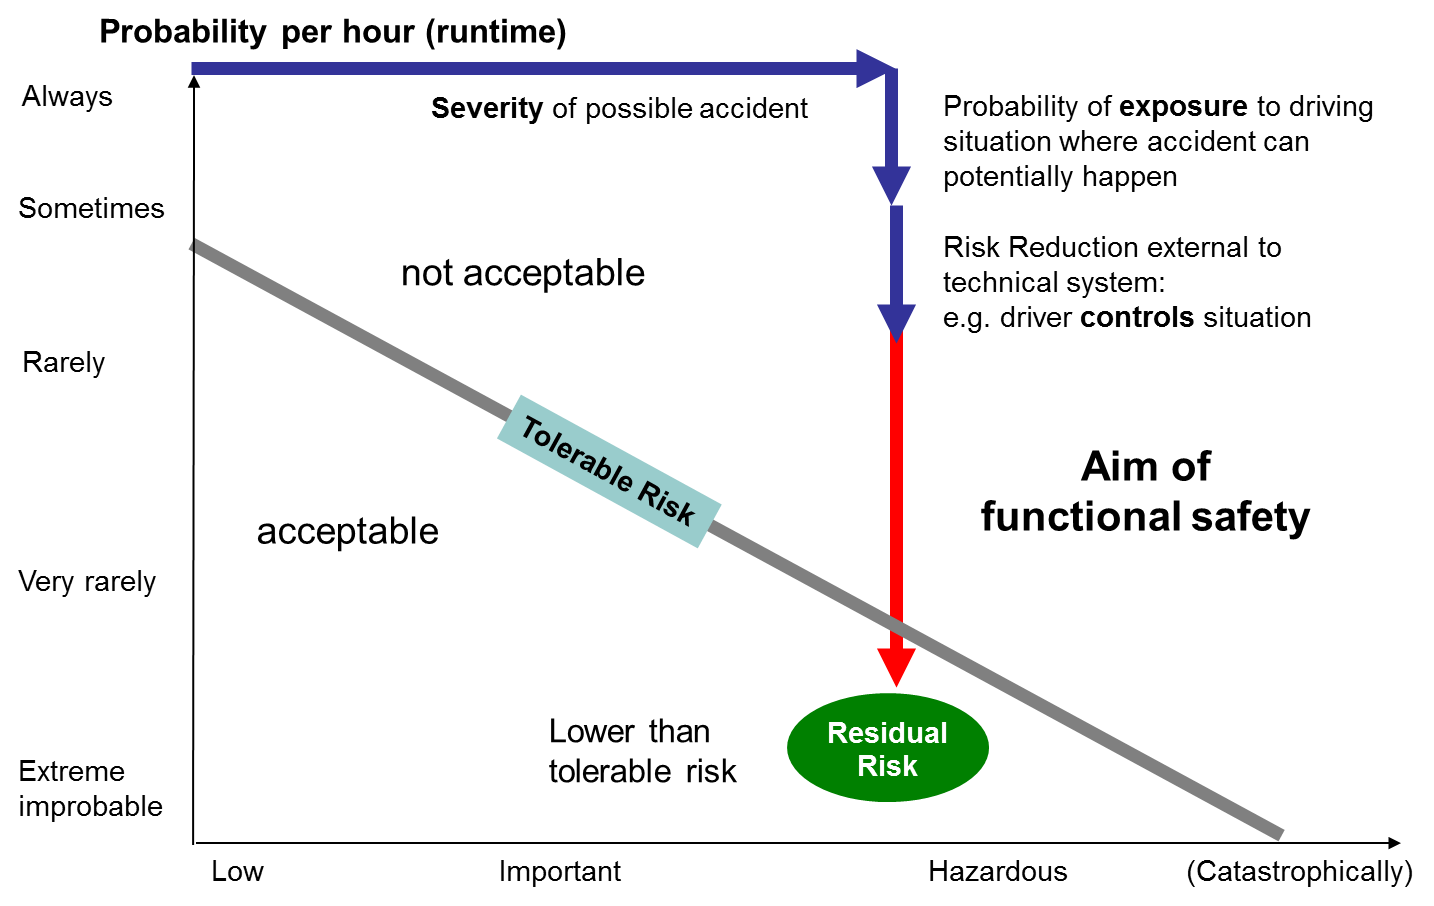 Probability per hour (runtime)
Always
Severity of possible accident
Probability of exposure to driving
situation where accident can
potentially happen
Sometimes
not acceptable
Risk Reduction external to
technical system:
e.g. driver controls situation
Rarely
Tolerable Risk
Aim of
functional safety
acceptable
Very rarely
Lower than
tolerable risk
Residual
Risk
Extreme
improbable
Low
Important
Hazardous
(Catastrophically)